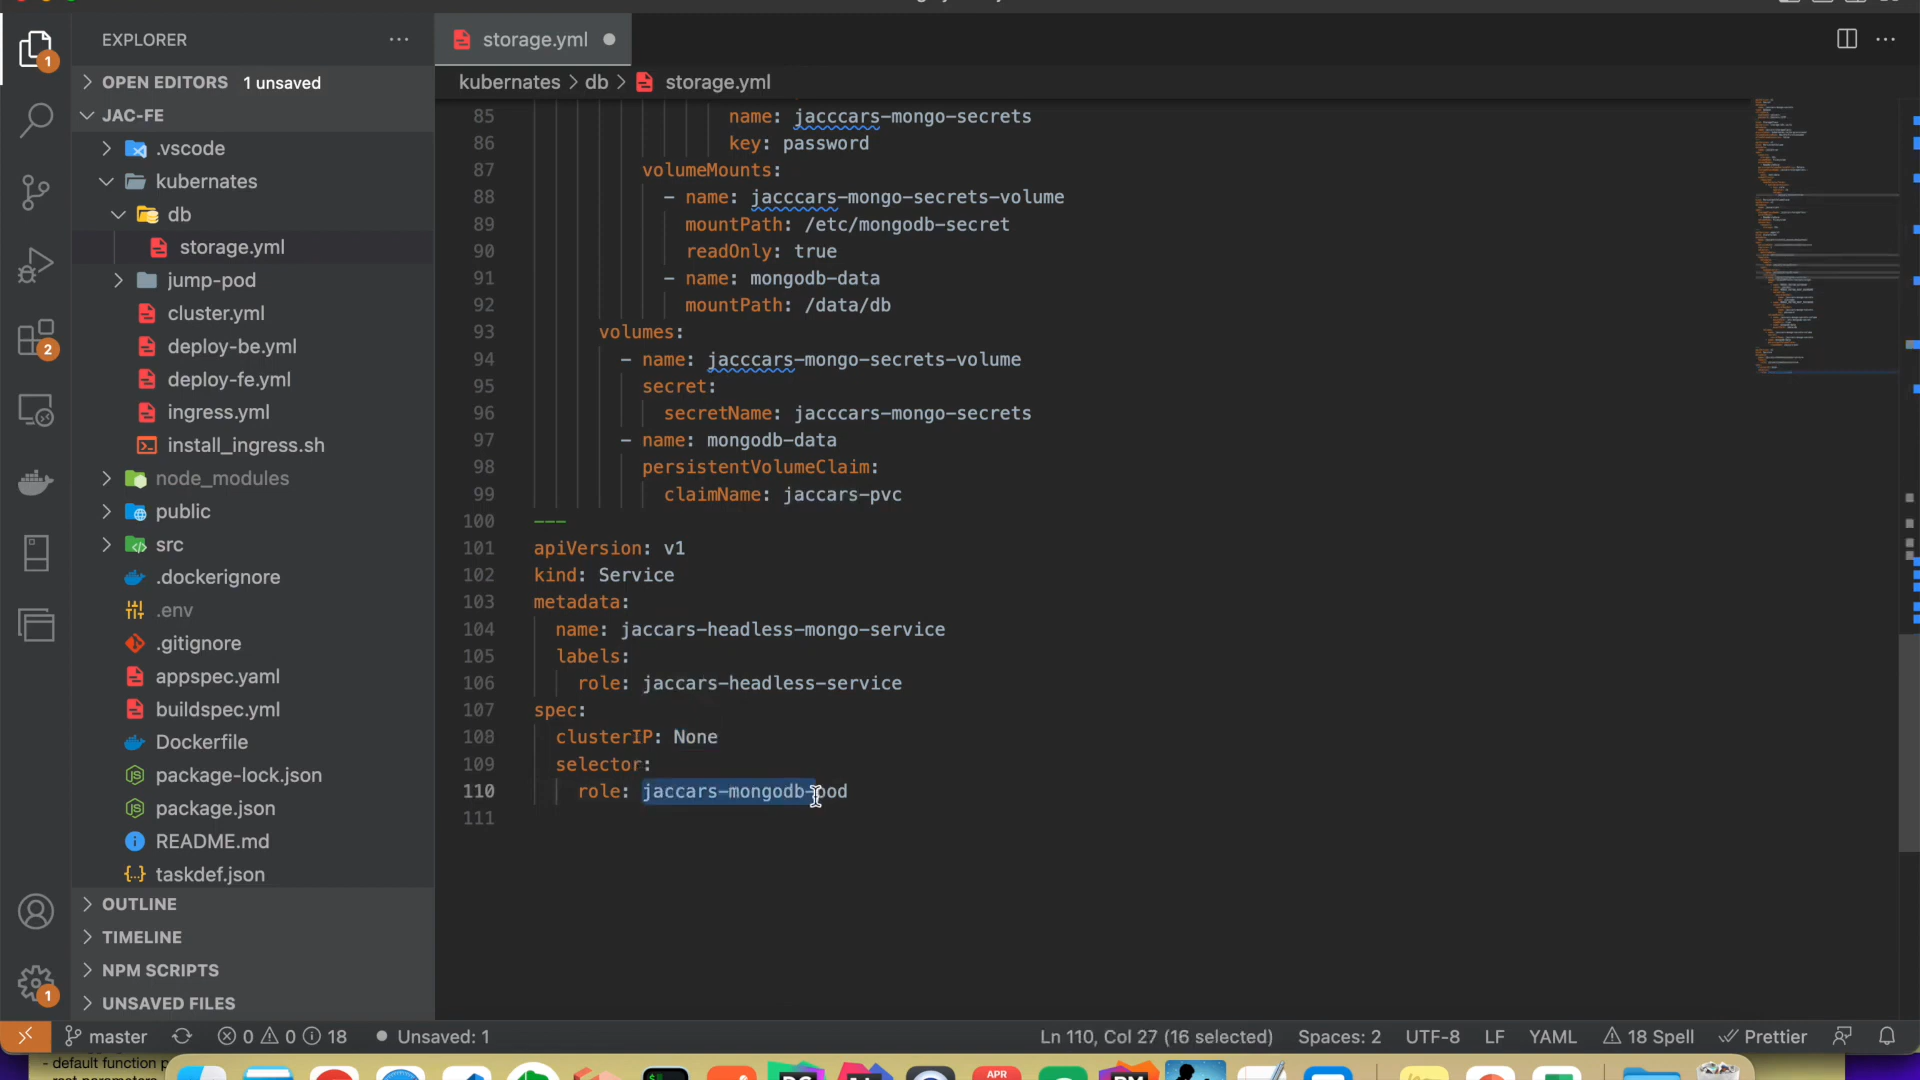 EXPLORER
storage.yml
OPEN EDITORS 1 unsaved
kubernates > db > storage.yml
JAC-FE
.vscode
kubernates
db
storage.yml
jump-pod
cluster.yml
deploy-be.yml
deploy-fe.yml
ingress.yml
install_ingress.sh
node_modules
public
src
.dockerignore
.env
.gitignore
appspec.yaml
buildspec.yml
Dockerfile
package-lock.json
package.json
README.md
taskdef.json
OUTLINE
TIMELINE
NPM SCRIPTS
UNSAVED FILES
1
2
1
85 name: jacccars-mongo-secrets
86 key: password
87 volumeMounts:
88 - name: jacccars-mongo-secrets-volume
89 mountPath: /etc/mongodb-secret
90 readOnly: true
91 - name: mongodb-data
92 mountPath: /data/db
93 volumes:
94 - name: jacccars-mongo-secrets-volume
95 secret:
96 secretName: jacccars-mongo-secrets
97 - name: mongodb-data
98 persistentVolumeClaim:
99 claimName: jaccars-pvc
100 ---
101 apiVersion: v1
102 kind: Service
103 metadata:
104 name: jaccars-headless-mongo-service
105 labels:
106 role: jaccars-headless-service
107 spec:
108 clusterIP: None
109 selector:
110 role: jaccars-mongodb-pod
111
master 0 0 18 Unsaved: 1 Ln 110, Col 27 (16 selected) Spaces: 2 UTF-8 LF YAML 18 Spell Prettier
- default function p
APR